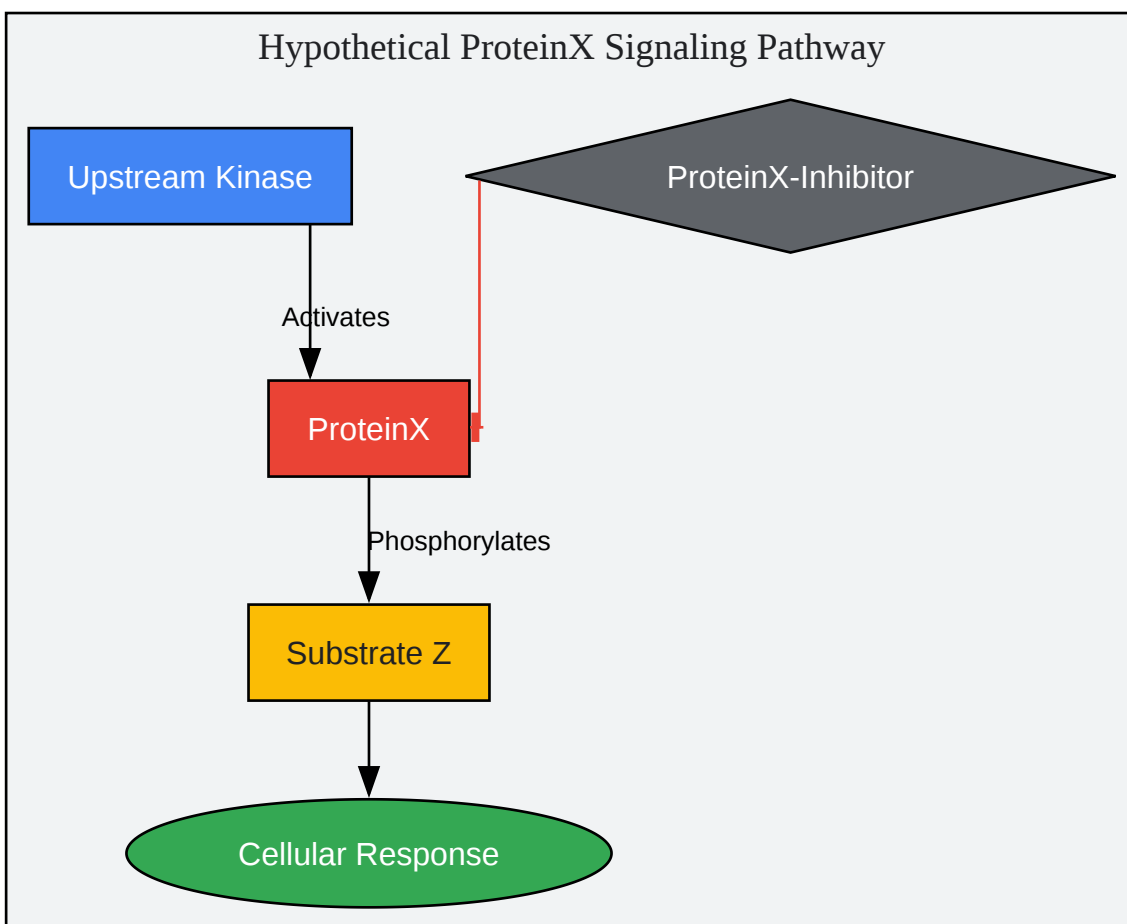 Hypothetical ProteinX Signaling Pathway
Upstream Kinase
ProteinX-Inhibitor
Activates
ProteinX
Phosphorylates
Substrate Z
Cellular Response